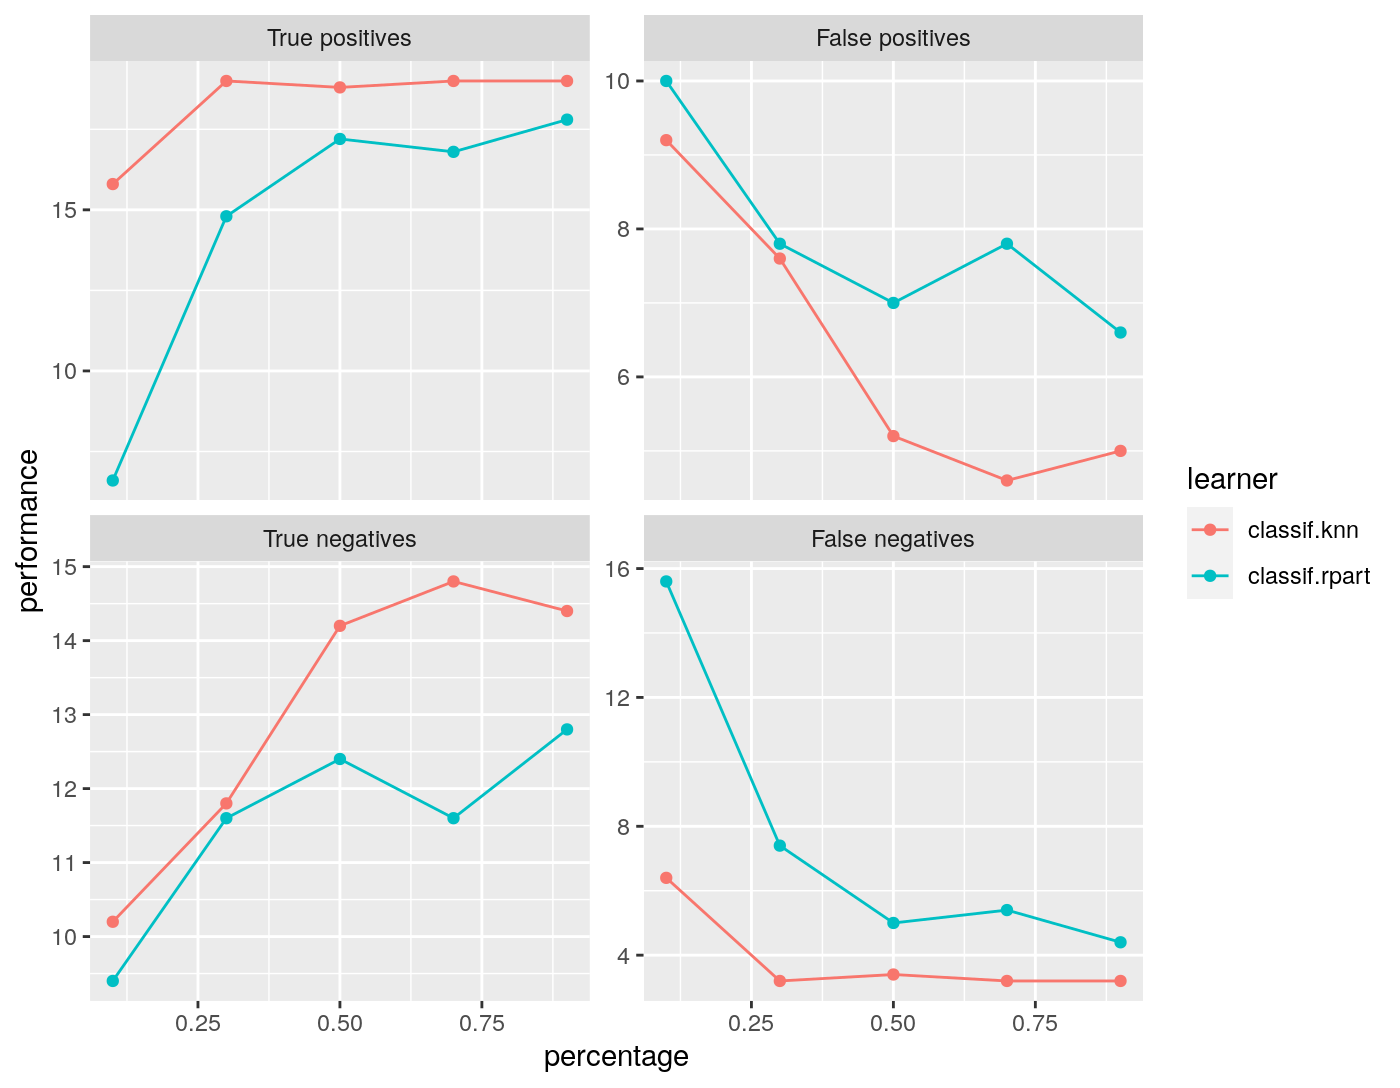 True positives
False positives
15
10
10
8
6
performance
True negatives
False negatives
15
14
13
12
11
10
16
12
8
4
0.25 0.50 0.75
0.25 0.50 0.75
percentage
learner
classif.knn
classif.rpart